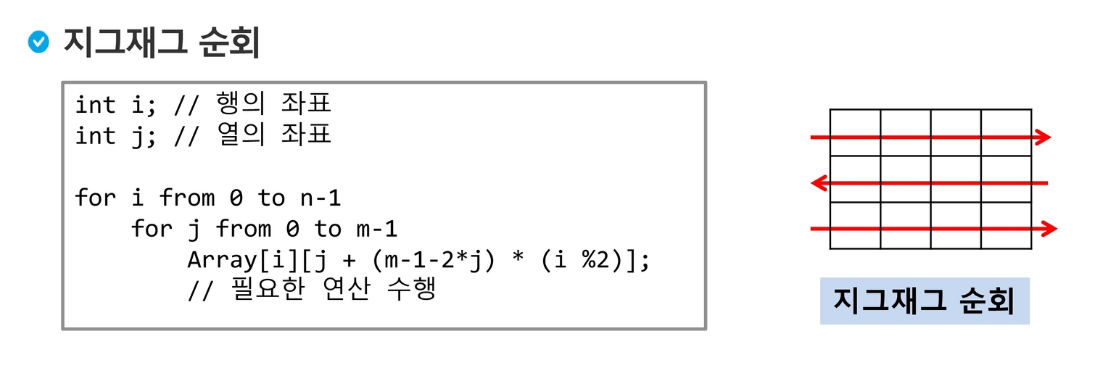 지그재그 순회
int i; // 행의 좌표
int j; // 열의 좌표
for i from 0 to n-1
    for j from 0 to m-1
        Array[i][j + (m-1-2*j) * (i %2)];
        // 필요한 연산 수행
지그재그 순회